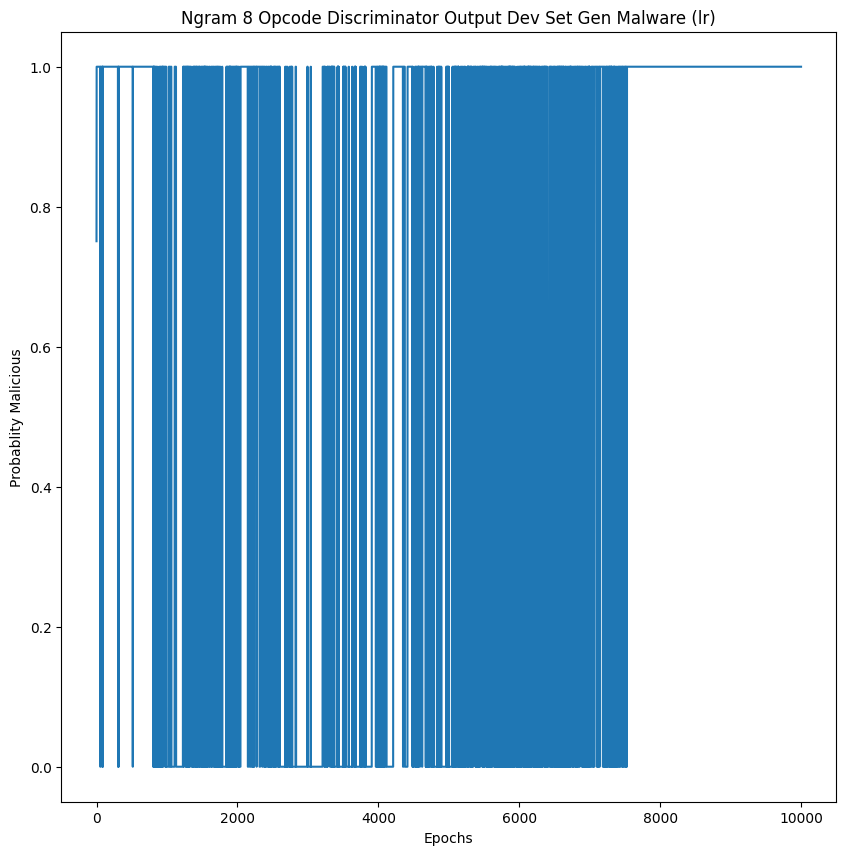 Ngram 8 Opcode Discriminator Output Dev Set Gen Malware (lr)
1.0
0.8
0.6
0.4
0.2
0.0
Probablity Malicious
0 2000 4000 6000 8000 10000
Epochs